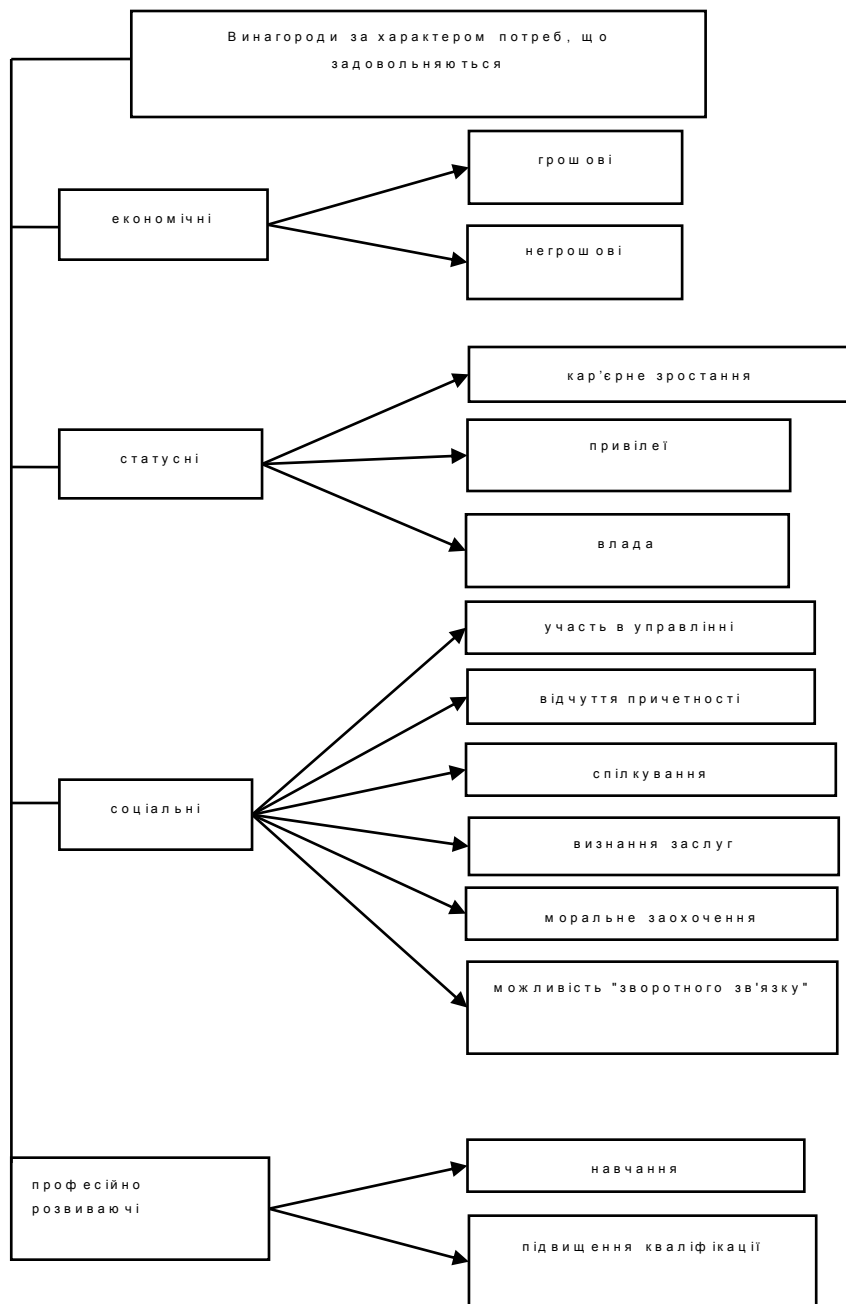 Винагороди за характером потреб, що
задовольняються
грошові
економічні
негрошові
кар’єрне зростання
статусні
привілеї
влада
участь в управлінні
відчуття причетності
спілкування
соціальні
визнання заслуг
моральне заохочення
можливість "зворотного зв'язку"
навчання
професійно
розвиваючі
підвищення кваліфікації